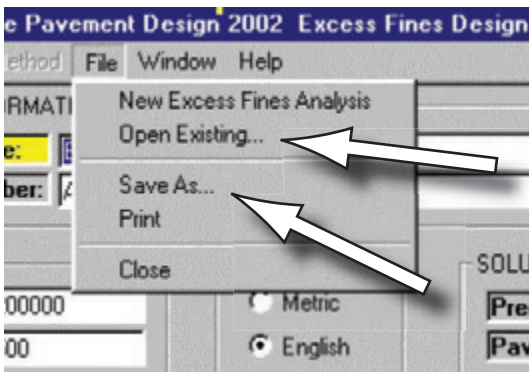 e Pavement Design 2002 Excess Fines Design
ethod File Window Help
New Excess Fines Analysis
Open Existing...
Save As...
Print
Close
RMATI
e:
ber: A
00000
00
Metric
English
SOLU
Pre
Pav